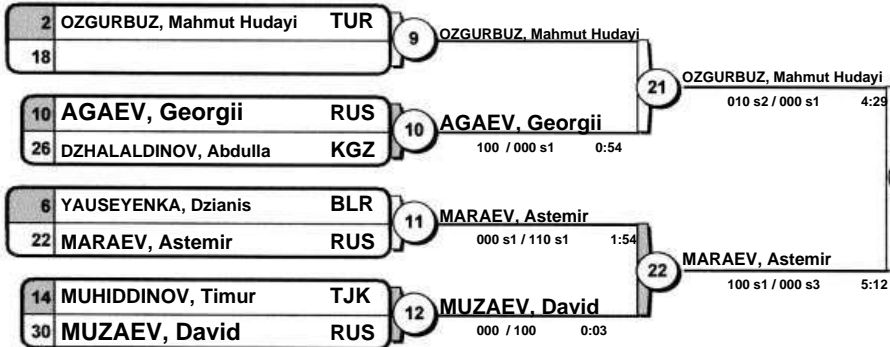 2 OZGURBUZ, Mahmut Hudayi TUR
18
9 OZGURBUZ, Mahmut Hudayi
10 AGAEV, Georgii RUS
26 DZHALALDINOV, Abdulla KGZ
10 AGAEV, Georgii
100 / 000 s1 0:54
21 OZGURBUZ, Mahmut Hudayi
010 s2 / 000 s1 4:29
6 YAUSEYENKA, Dzianis BLR
22 MARAEV, Astemir RUS
11 MARAEV, Astemir
000 s1 / 110 s1 1:54
14 MUHIDDINOV, Timur TJK
30 MUZAEV, David RUS
12 MUZAEV, David
000 / 100 0:03
22 MARAEV, Astemir
100 s1 / 000 s3 5:12